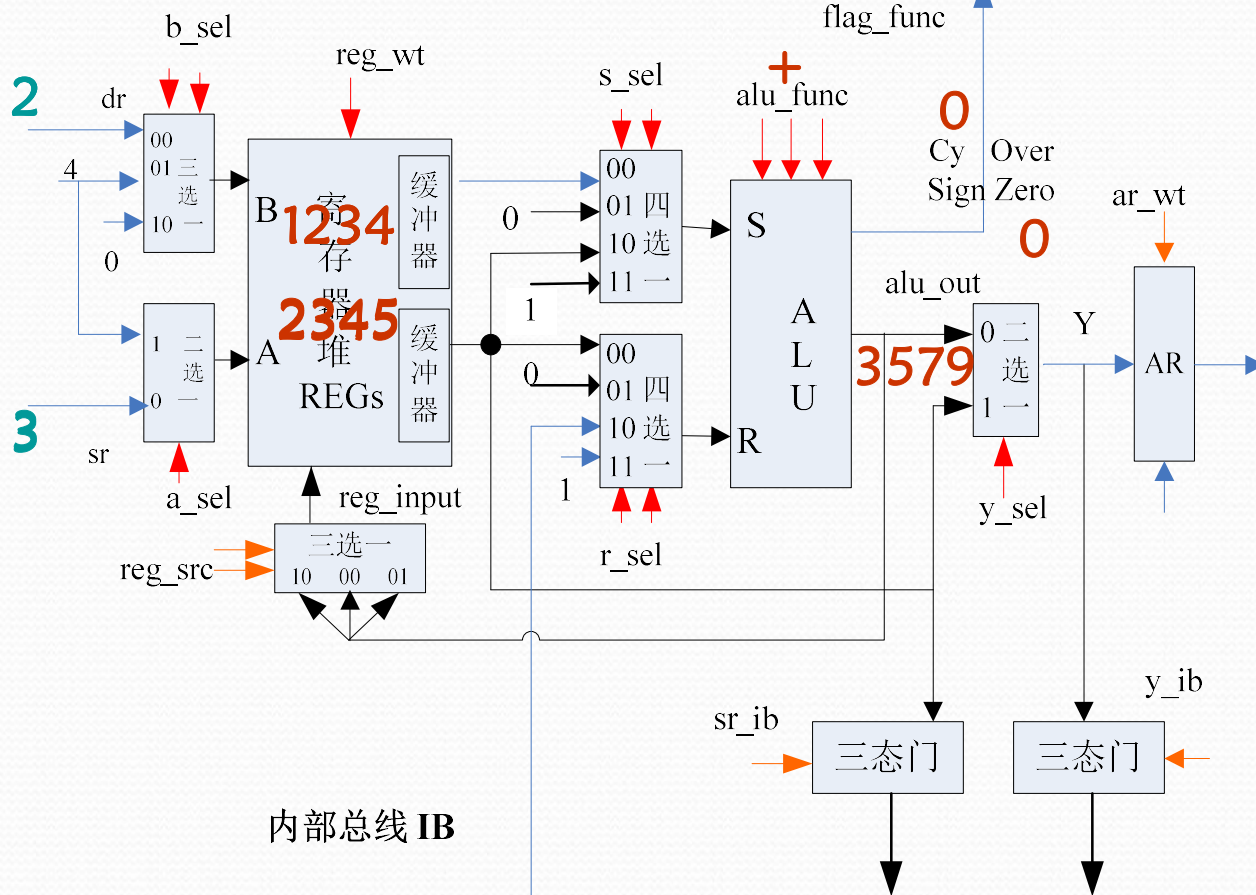 b_sel
flag_func
reg_wt
s_sel
+
alu_func
2
dr
00
01 三
选
10 一
4
0
B
1234
2345
A
寄
存
器
堆
REGs
缓
冲
器
缓
冲
器
0
1
00
01 四
10 选
11 一
S
A
L
U
R
0
Cy Over
Sign Zero
0
ar_wt
alu_out
3579
0 二
选
1 一
Y
AR
1 二
选
0 一
3
sr
a_sel
0
00
01 四
10 选
11 一
1
r_sel
y_sel
reg_input
三选一
10 00 01
reg_src
sr_ib
y_ib
三态门
三态门
内部总线 IB